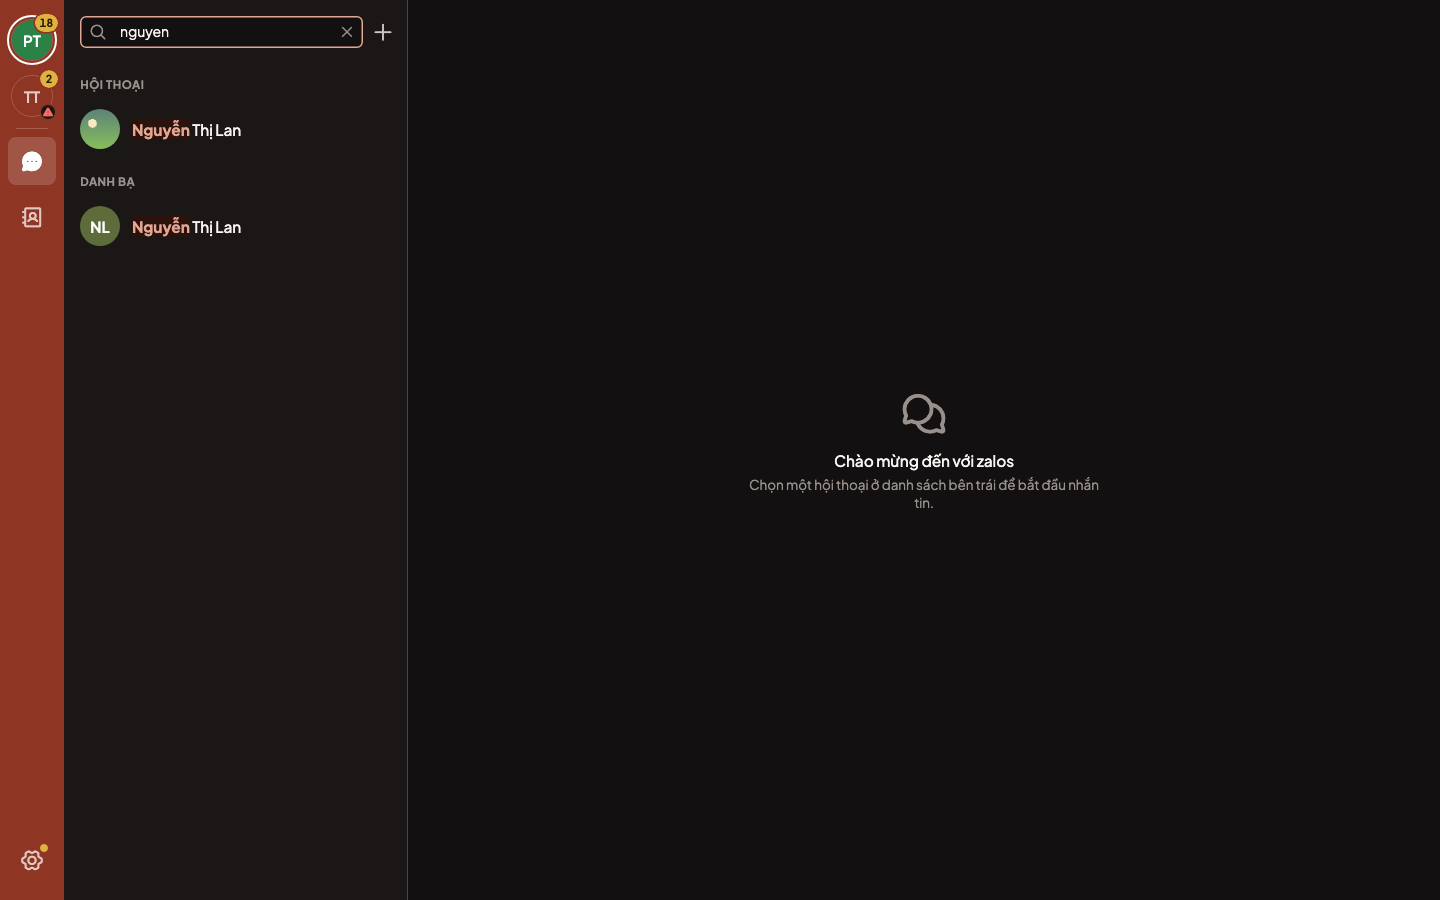 18
PT
nguyen
2
TT
HỘI THOẠI
Nguyễn Thị Lan
DANH BẠ
NL
Nguyễn Thị Lan
Chào mừng đến với zalos
Chọn một hội thoại ở danh sách bên trái để bắt đầu nhắn
tin.